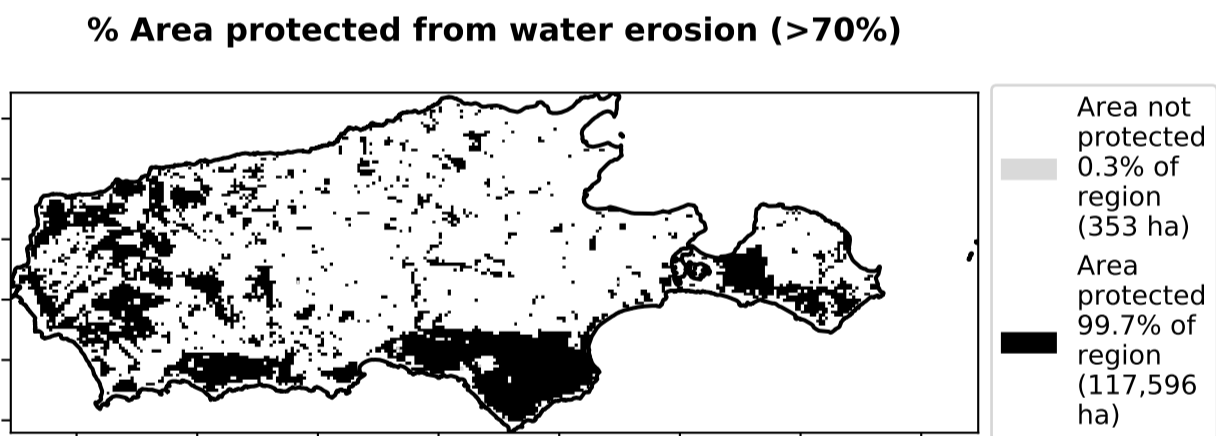 % Area protected from water erosion (>70%)
Area not
protected
0.3% of
region
(353 ha)
Area
protected
99.7% of
region
(117,596
ha)